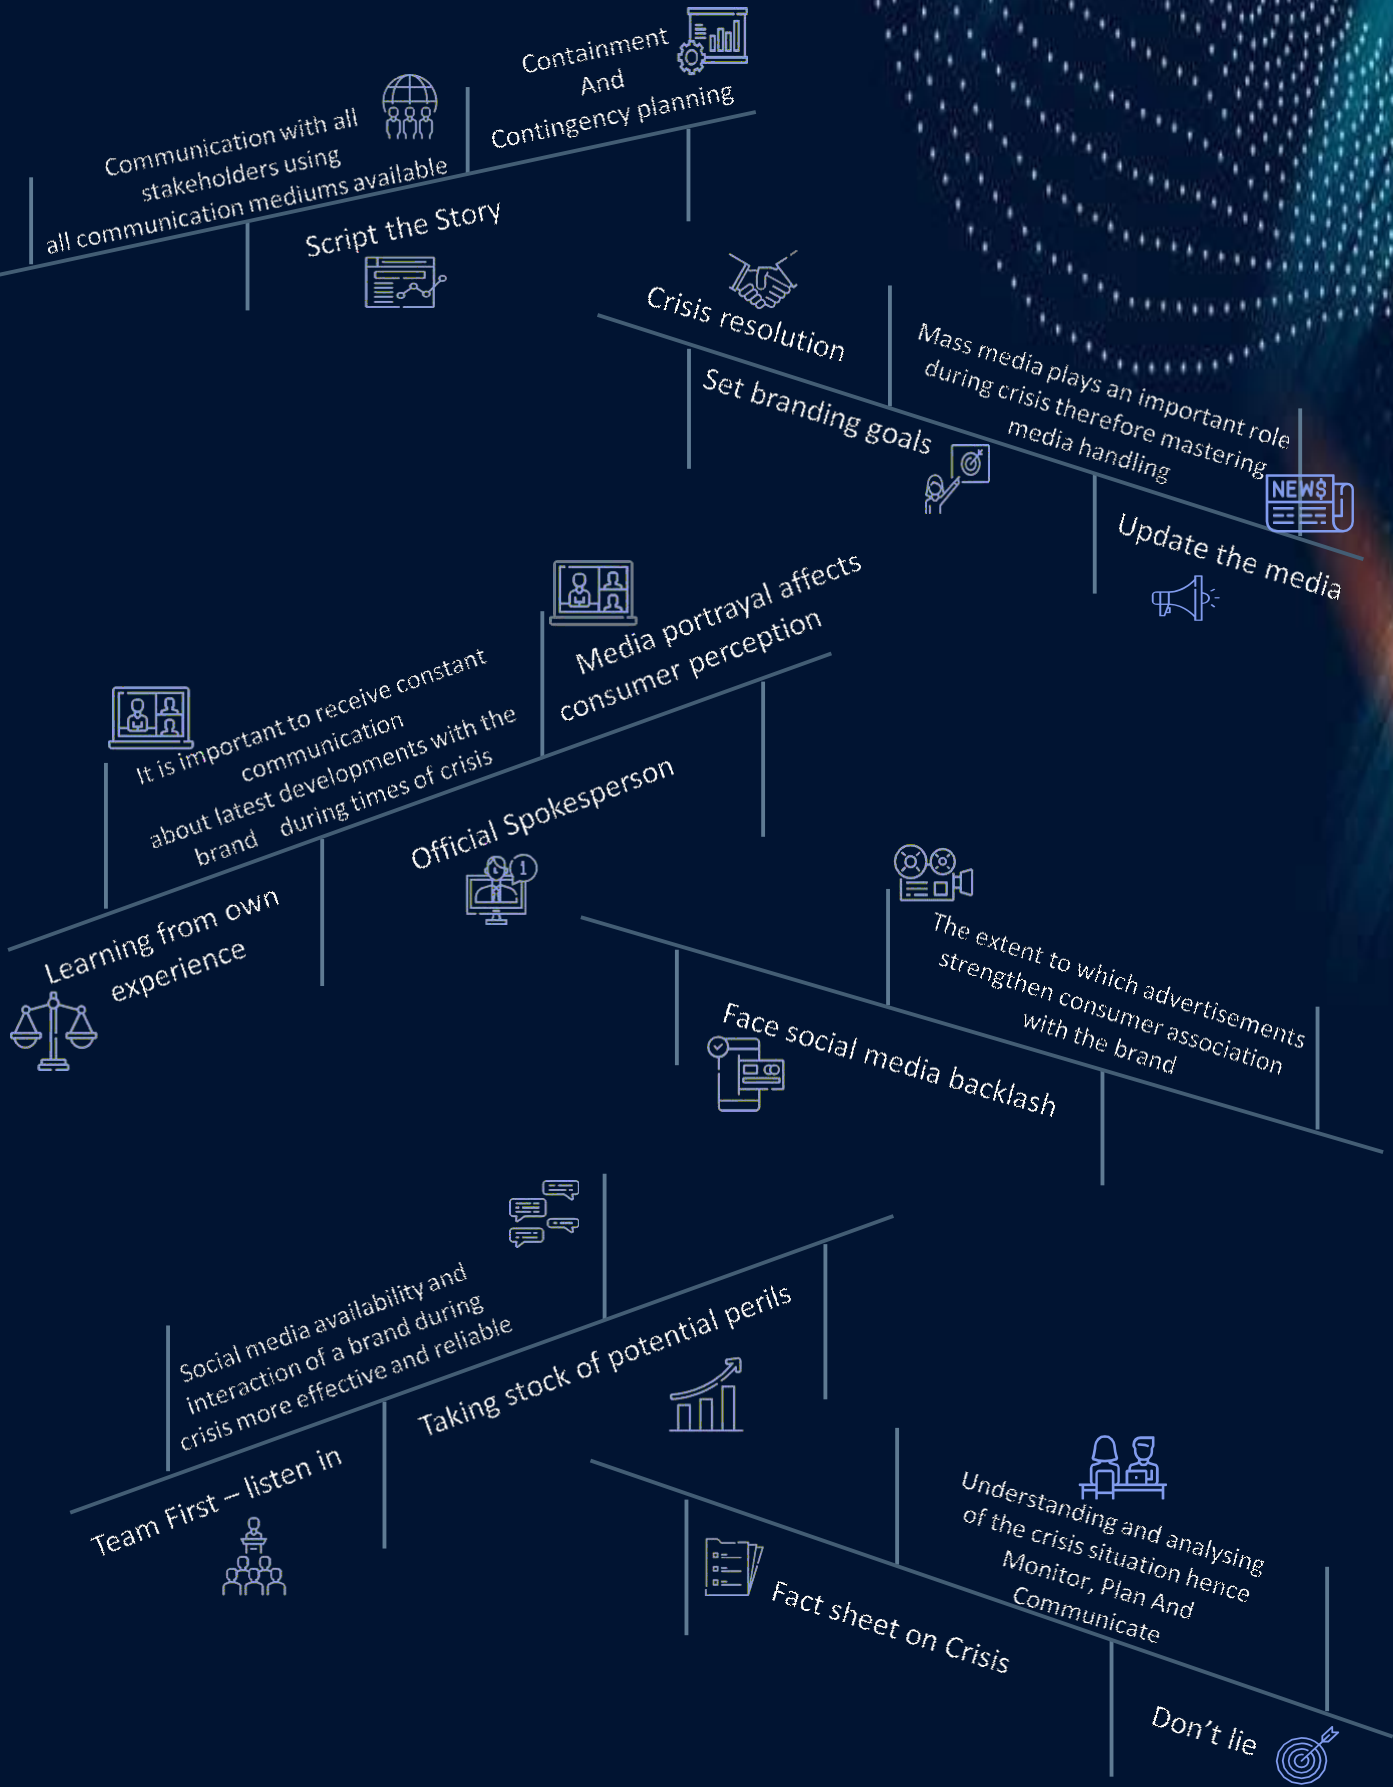 Containment
And
Contingency planning
Communication with all
stakeholders using
all communication mediums available
Script the Story
Crisis resolution
Set branding goals
Mass media plays an important role
during crisis therefore mastering
media handling
NEW$
Update the media
Media portrayal affects
consumer perception
It is important to receive constant
communication
about latest developments with the
brand during times of crisis
Official Spokesperson
Learning from own
experience
1
The extent to which advertisements
strengthen consumer association
with the brand
Face social media backlash
Social media availability and
interaction of a brand during
crisis more effective and reliable
Taking stock of potential perils
Team First – listen in
Understanding and analysing
of the crisis situation hence
Monitor, Plan And
Communicate
Fact sheet on Crisis
Don't lie